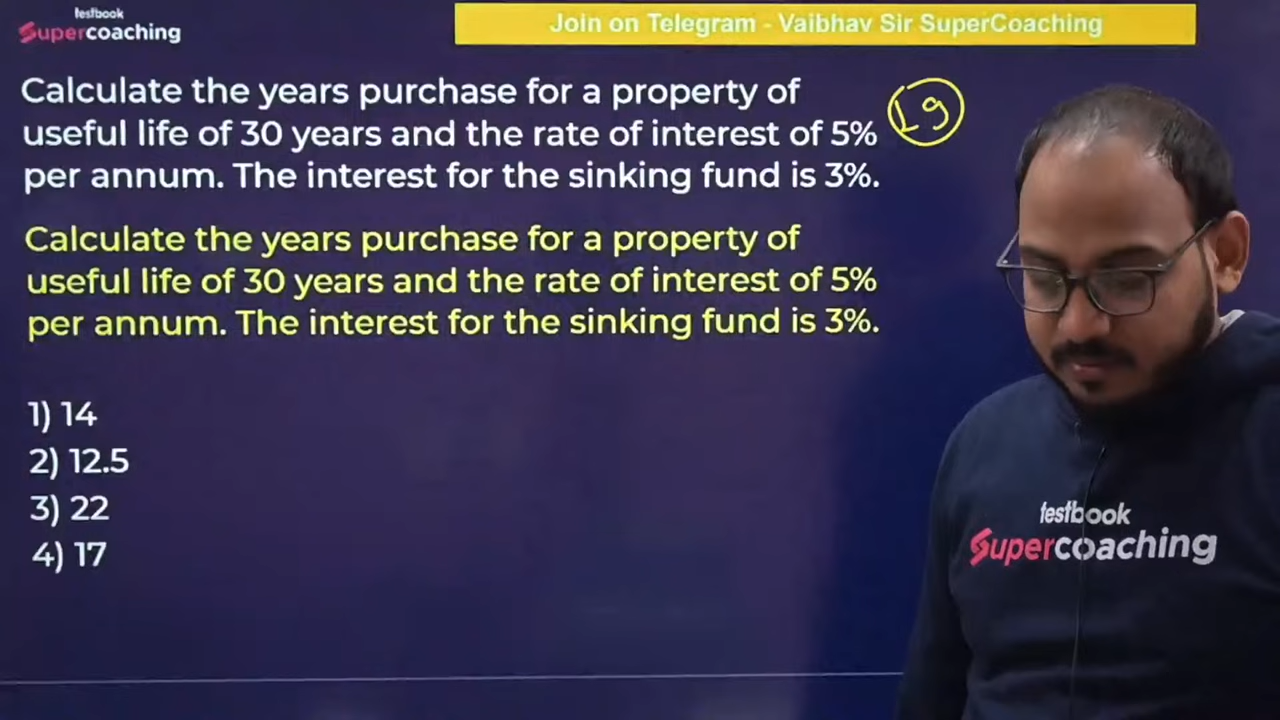 testbook
Supercoaching
Join on Telegram - Vaibhav Sir SuperCoaching
Calculate the years purchase for a property of
useful life of 30 years and the rate of interest of 5%
per annum. The interest for the sinking fund is 3%.
19
Calculate the years purchase for a property of
useful life of 30 years and the rate of interest of 5%
per annum. The interest for the sinking fund is 3%.
1) 14
2) 12.5
3) 22
4) 17
testbook
Supercoaching